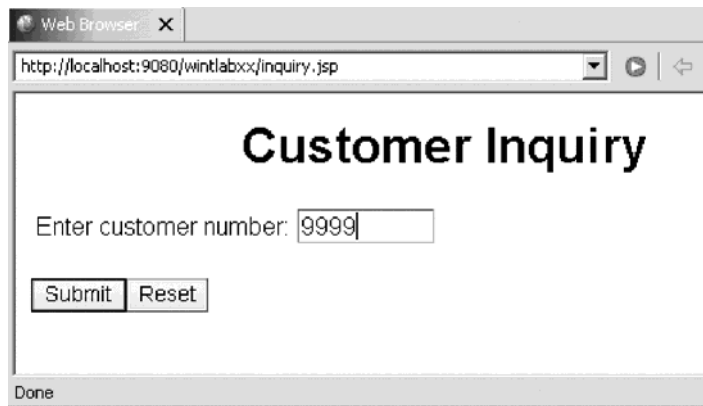 Web Browser X
http://localhost:9080/wintlabxx/inquiry.jsp
Customer Inquiry
Enter customer number: 9999
Submit Reset
Done